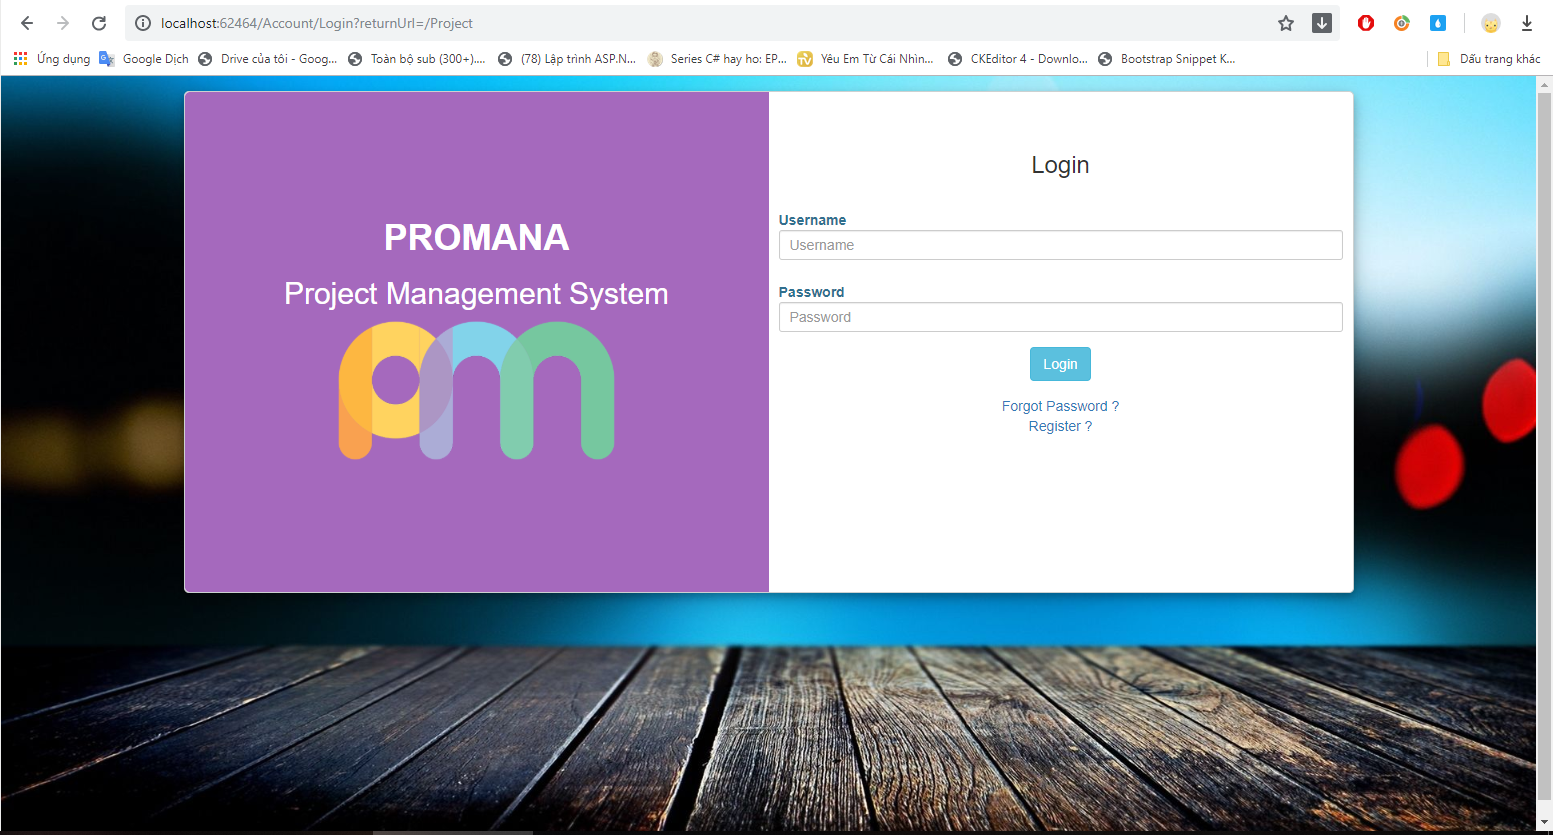 localhost:62464/Account/Login?returnUrl=/Project
Ứng dụng Google Dịch Drive của tôi - Goog... Toàn bộ sub (300+).... (78) Lập trình ASP.N... Series C# hay ho: EP... Yêu Em Từ Cái Nhìn... CKEditor 4 - Downlo... Bootstrap Snippet K... Dấu trang khác
PROMANA
Project Management System
pm
Login
Username
Username
Password
Password
Login
Forgot Password ?
Register ?